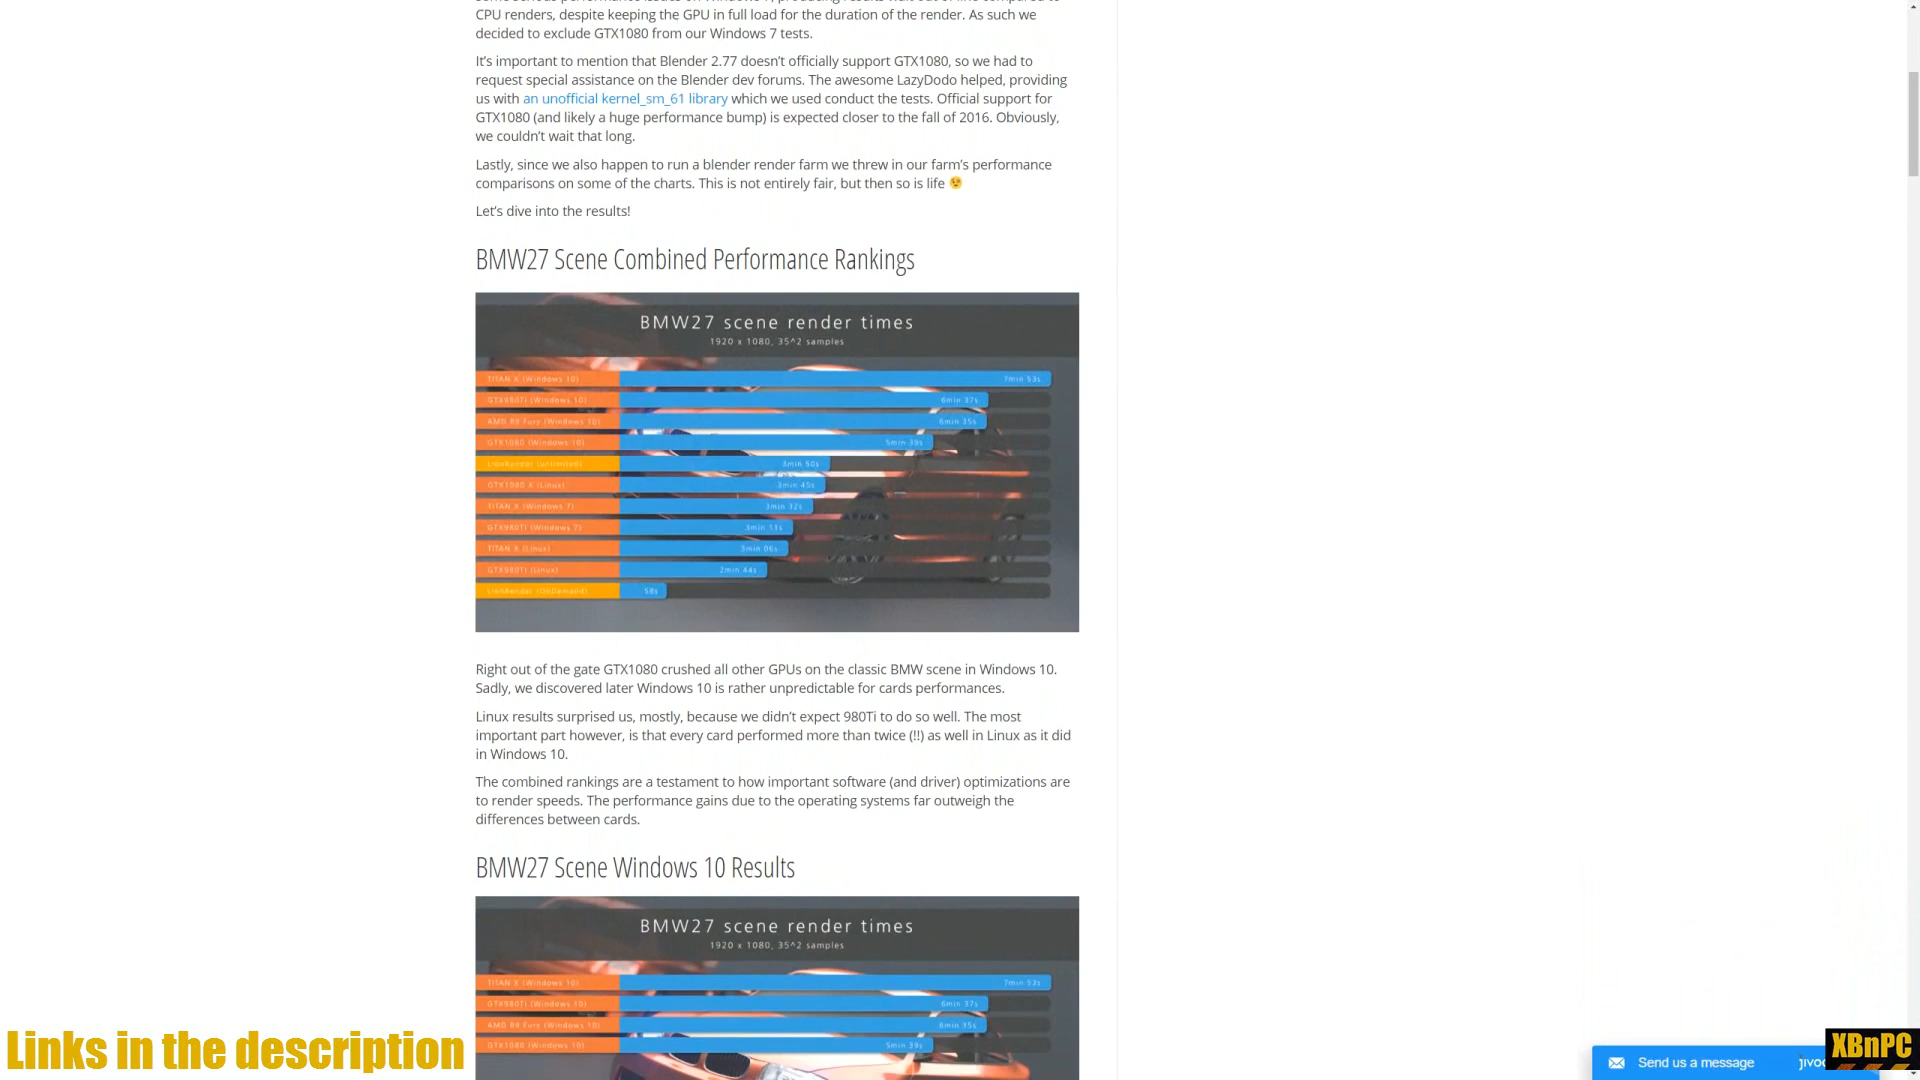 CPU renders, despite keeping the GPU in full load for the duration of the render. As such we
decided to exclude GTX1080 from our Windows 7 tests.
It's important to mention that Blender 2.77 doesn't officially support GTX1080, so we had to
request special assistance on the Blender dev forums. The awesome LazyDodo helped, providing
us with an unofficial kernel_sm_61 library which we used conduct the tests. Official support for
GTX1080 (and likely a huge performance bump) is expected closer to the fall of 2016. Obviously,
we couldn't wait that long.
Lastly, since we also happen to run a blender render farm we threw in our farm's performance
comparisons on some of the charts. This is not entirely fair, but then so is life
Let's dive into the results!
BMW27 Scene Combined Performance Rankings
BMW27 scene render times
1920 x 1080, 35^2 samples
TITAN X (Windows 10) 7min 53s
GTX980Ti (Windows 10) 6min 37s
AMD R9 Fury (Windows 10) 6min 35s
GTX1080 (Windows 10) 5min 39s
LionRender (unlimited) 3min 50s
GTX1080 X (Linux) 3min 45s
TITAN X (Windows 7) 3min 32s
GTX980Ti (Windows 7) 3min
TITAN X (Linux) 3min 06s
GTX980Ti (Linux) 2min 44s
LionRender (OnDemand) 58s
Right out of the gate GTX1080 crushed all other GPUs on the classic BMW scene in Windows 10.
Sadly, we discovered later Windows 10 is rather unpredictable for cards performances.
Linux results surprised us, mostly, because we didn't expect 980Ti to do so well. The most
important part however, is that every card performed more than twice (!!) as well in Linux as it did
in Windows 10.
The combined rankings are a testament to how important software (and driver) optimizations are
to render speeds. The performance gains due to the operating systems far outweigh the
differences between cards.
BMW27 Scene Windows 10 Results
BMW27 scene render times
1920 x 1080, 35^2 samples
TITAN X (Windows 10) 7min 53s
GTX980Ti (Windows 10) 6min 37s
AMD R9 Fury (Windows 10) 6min 35s
GTX1080 (Windows 10) 5min 39s
Links in the description
Send us a message
jivo
XBnPC